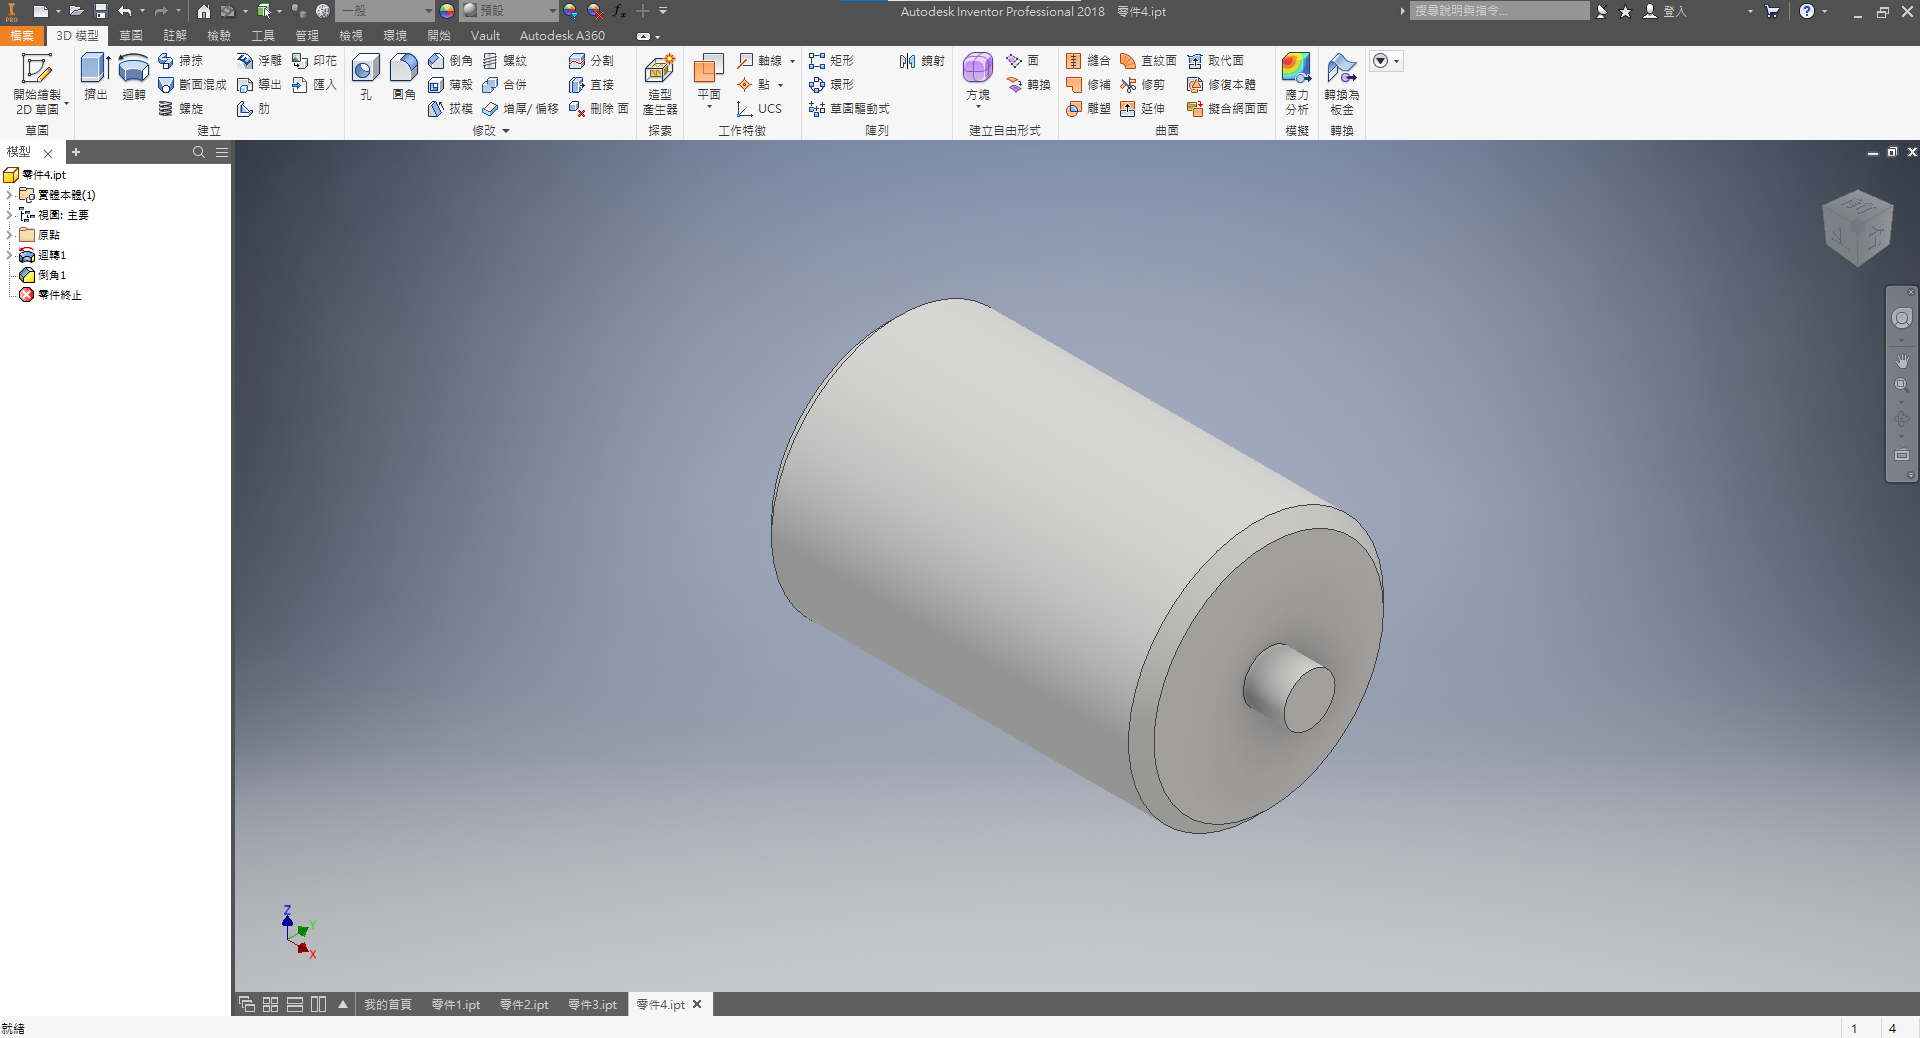 一般
預設
Autodesk Inventor Professional 2018 零件4.ipt
搜尋說明與指令...
登入
檔案 3D 模型 草圖 註解 檢驗 工具 管理 檢視 環境 開始 Vault Autodesk A360
開始繪製
2D 草圖
草圖
擠出 迴轉
掃掠 浮雕 印花
斷面混成 導出 匯入
螺旋 肋
建立
孔 圓角
倒角 螺紋 分割
薄殼 合併 直接
拔模 增厚/ 偏移 刪除 面
修改
造型
產生器
探索
平面
軸線
點
UCS
工作特徵
矩形 鏡射
環形
草圖驅動式
陣列
方塊
面
轉換
建立自由形式
縫合 直紋面 取代面
修補 修剪 修復本體
雕塑 延伸 擬合網面面
曲面
應力
分析
模擬
轉換為
板金
轉換
模型
零件4.ipt
實體本體(1)
視圖: 主要
原點
迴轉1
倒角1
零件終止
前
Z
Y
X
我的首頁 零件1.ipt 零件2.ipt 零件3.ipt 零件4.ipt
就緒
1 4